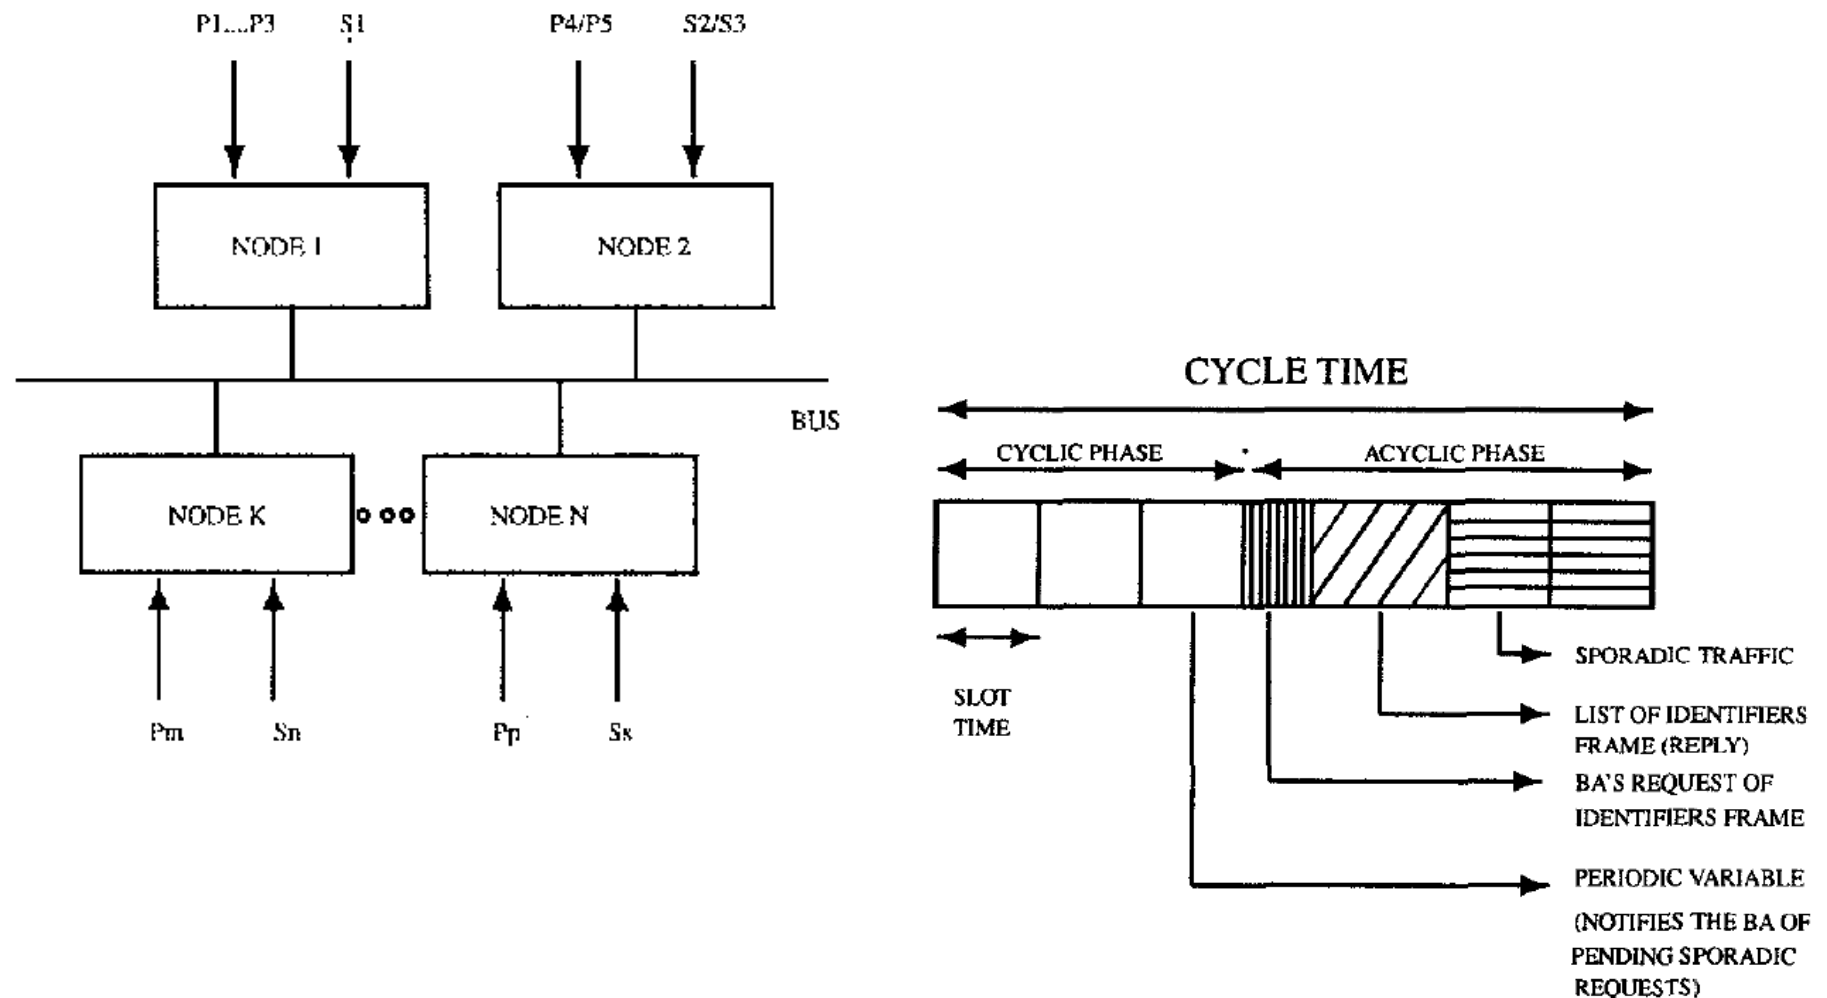 P1....P3
S1
P4/P5
S2/S3
NODE 1
NODE 2
BUS
NODE K
NODE N
Pm
Sn
Pp
Ss
CYCLE TIME
CYCLIC PHASE
ACYCLIC PHASE
SLOT
TIME
SPORADIC TRAFFIC
LIST OF IDENTIFIERS
FRAME (REPLY)
BA'S REQUEST OF
IDENTIFIERS FRAME
PERIODIC VARIABLE
(NOTIFIES THE BA OF
PENDING SPORADIC
REQUESTS)